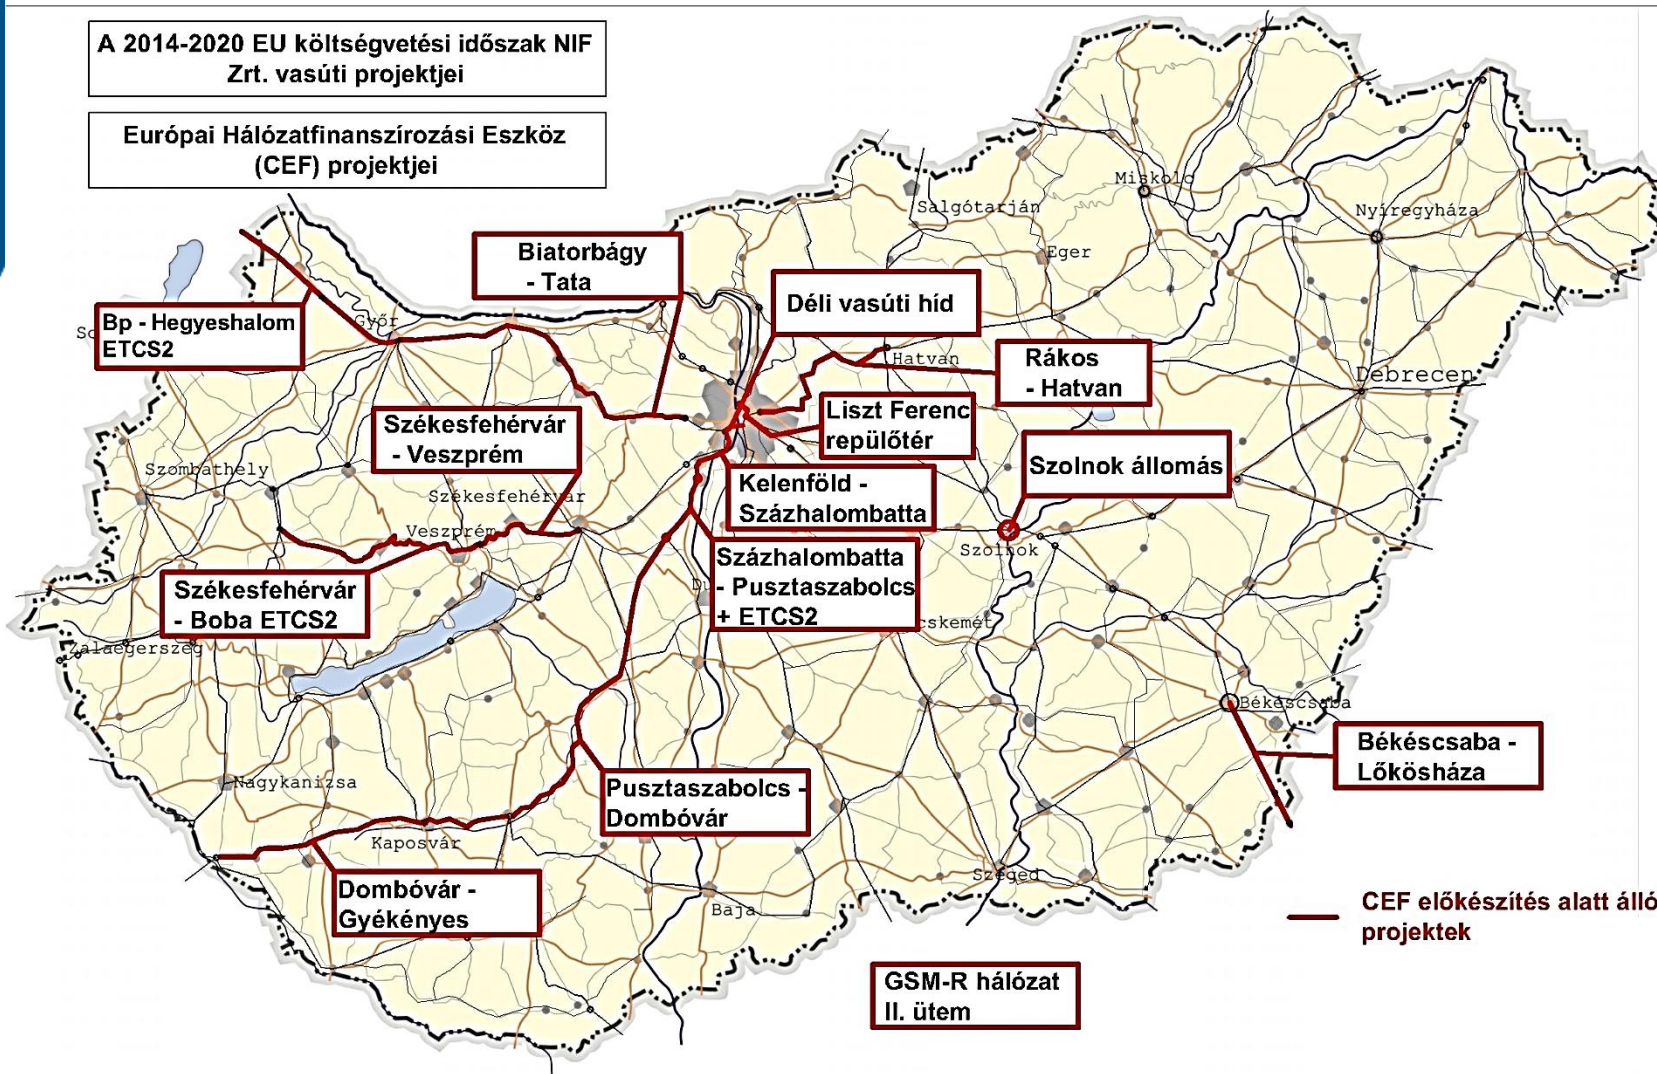 A 2014-2020 EU költségvetési időszak NIF
Zrt. vasúti projektjei
Európai Hálózatfinanszírozási Eszköz
(CEF) projektjei
Miskolc
Salgótarján
Nyíregyháza
Eger
Biatorbágy
- Tata
Déli vasúti híd
Bp - Hegyeshalom
ETCS2
Győr
Hatvan
Rákos
- Hatvan
Debrecen
Liszt Ferenc
repülőtér
Székesfehérvár
- Veszprém
Szombathely
Székesfehérvár
Szolnok állomás
Kelenföld -
Százhalombatta
Veszprém
Szolnok
Százhalombatta
- Pusztaszabolcs
+ ETCS2
Székesfehérvár
- Boba ETCS2
cskemét
Zalaegerszeg
Békéscsaba
Békéscsaba -
Lőkösháza
Nagykanizsa
Pusztaszabolcs -
Dombóvár
Kaposvár
Szeged
Dombóvár -
Gyékényes
Baja
CEF előkészítés alatt álló
projektek
GSM-R hálózat
II. ütem